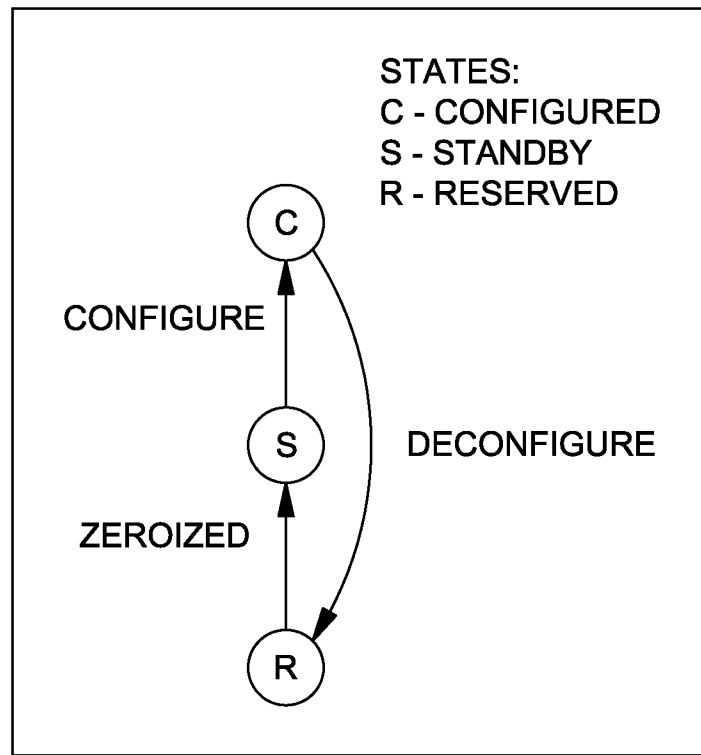 STATES:
C - CONFIGURED
S - STANDBY
R - RESERVED
C
CONFIGURE
S
DECONFIGURE
ZEROIZED
R